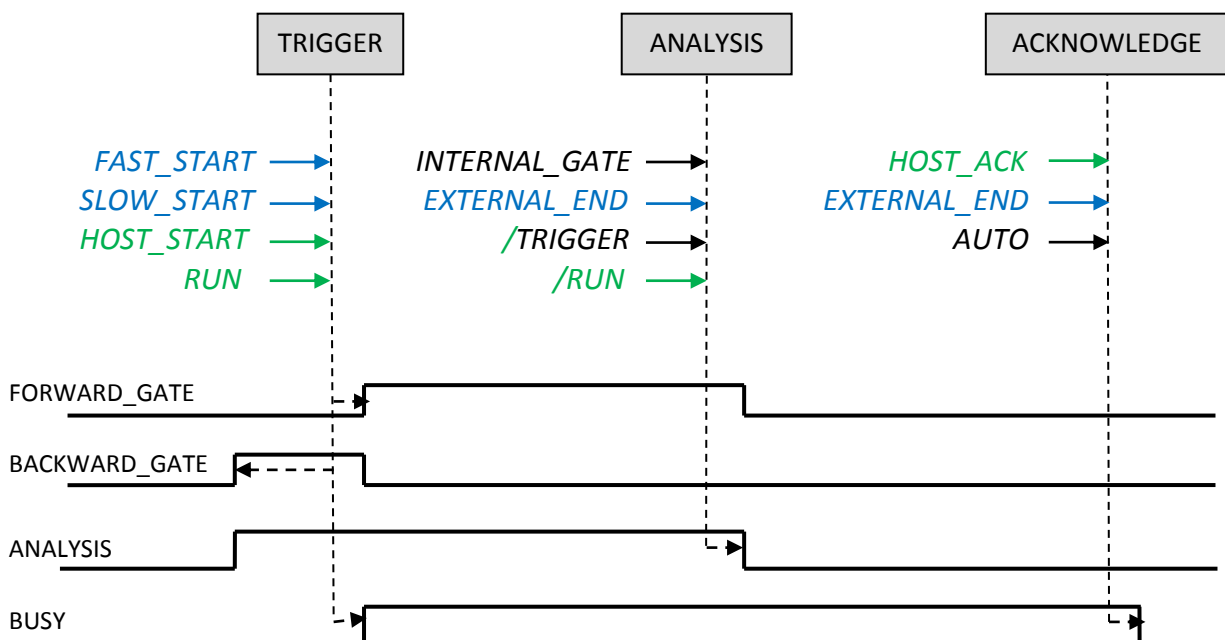 TRIGGER ANALYSIS ACKNOWLEDGE
FAST_START INTERNAL_GATE HOST_ACK
SLOW_START EXTERNAL_END EXTERNAL_END
HOST_START /TRIGGER AUTO
RUN /RUN
FORWARD_GATE
BACKWARD_GATE
ANALYSIS
BUSY